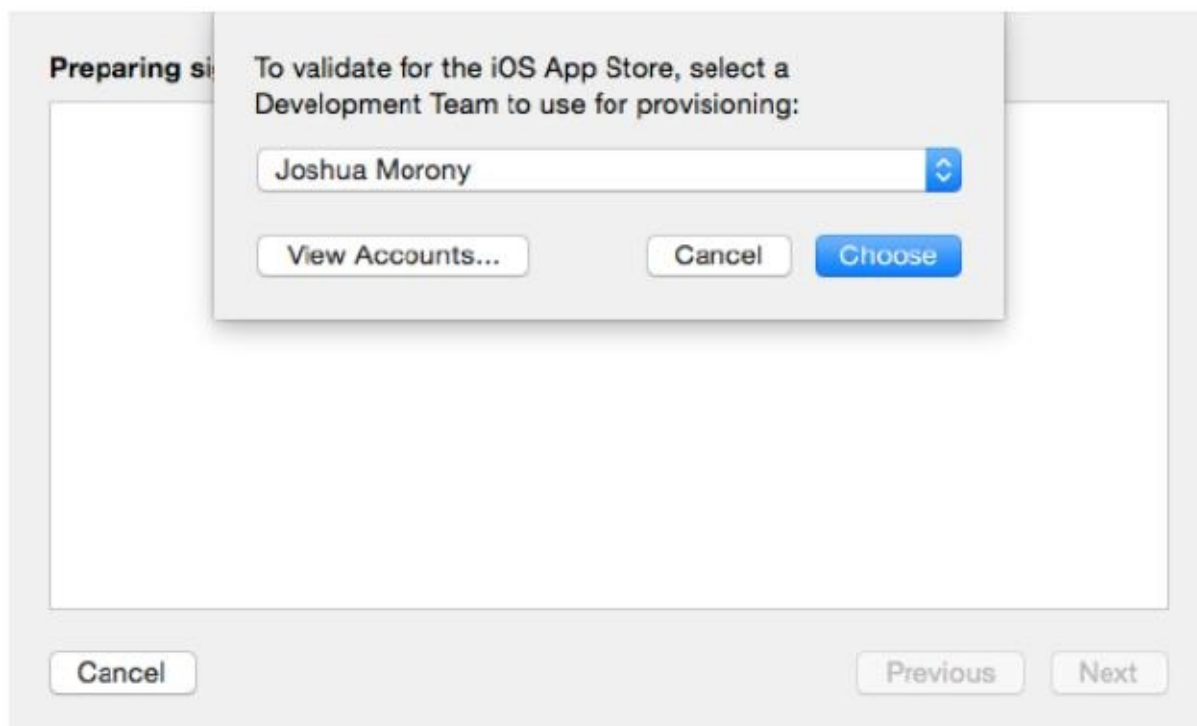 Preparing si
To validate for the iOS App Store, select a
Development Team to use for provisioning:
Joshua Morony
View Accounts...
Cancel
Choose
Cancel
Previous
Next